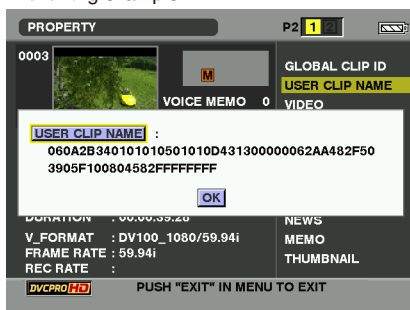 PROPERTY P2 1 2
0003
M
VOICE MEMO 0
GLOBAL CLIP ID
USER CLIP NAME
VIDEO
USER CLIP NAME :
060A2B340101010501010D431300000062AA482F50
3905F100804582FFFFFFFF
OK
DURATION : 00:00:39:28
V_FORMAT : DV100_1080/59.94i
FRAME RATE : 59.94i
REC RATE :
NEWS
MEMO
THUMBNAIL
DVCPRO HD PUSH "EXIT" IN MENU TO EXIT